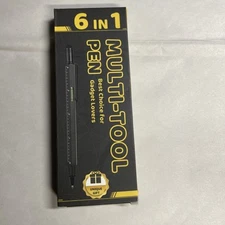 6 IN 1
MULTI-TOOL
PEN
Best Choice For
Gadget Lovers